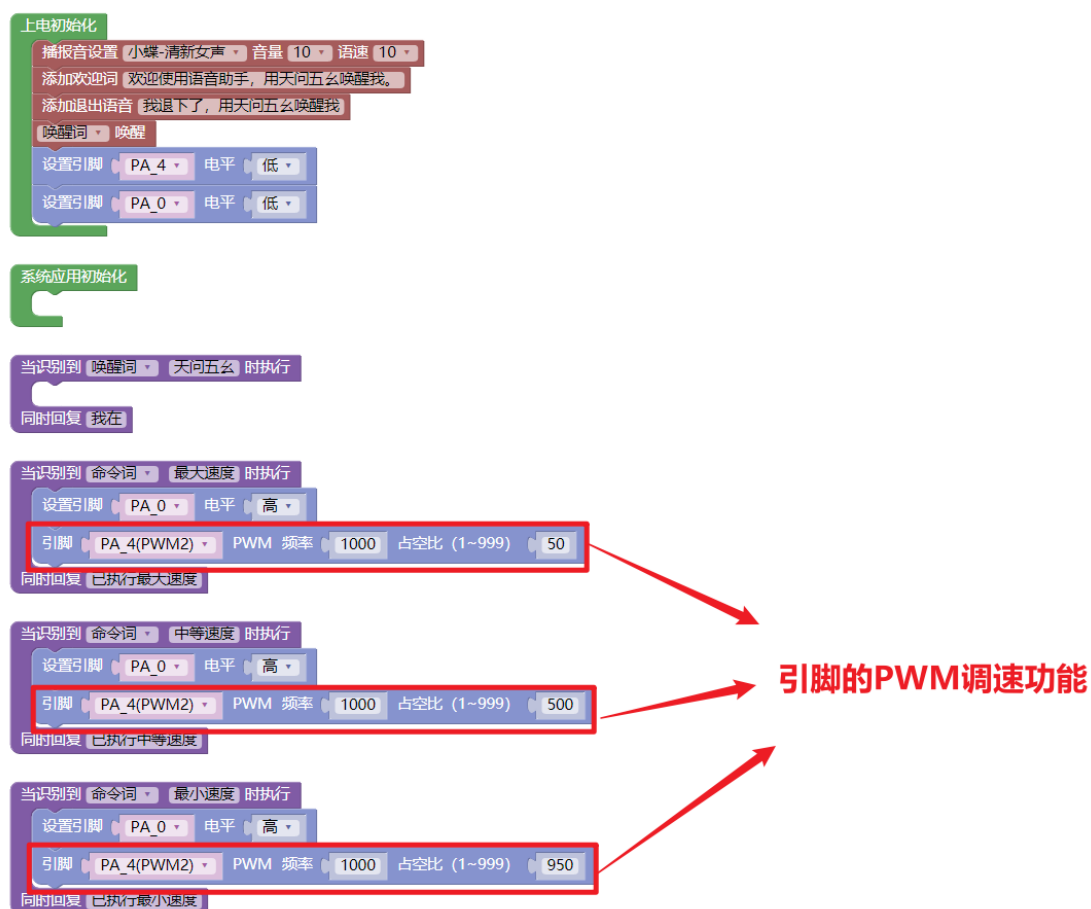 上电初始化
播报音设置 小蝶-清新女声 音量 10 语速 10
添加欢迎词 欢迎使用语音助手，用天问五幺唤醒我。
添加退出语音 我退下了，用天问五幺唤醒我
唤醒词 唤醒
设置引脚 PA_4 电平 低
设置引脚 PA_0 电平 低
系统应用初始化
当识别到 唤醒词 天问五幺 时执行
同时回复 我在
当识别到 命令词 最大速度 时执行
设置引脚 PA_0 电平 高
引脚 PA_4(PWM2) PWM 频率 1000 占空比 (1~999) 50
同时回复 已执行最大速度
当识别到 命令词 中等速度 时执行
设置引脚 PA_0 电平 高
引脚的PWM调速功能
引脚 PA_4(PWM2) PWM 频率 1000 占空比 (1~999) 500
同时回复 已执行中等速度
当识别到 命令词 最小速度 时执行
设置引脚 PA_0 电平 高
引脚 PA_4(PWM2) PWM 频率 1000 占空比 (1~999) 950
同时回复 已执行最小速度